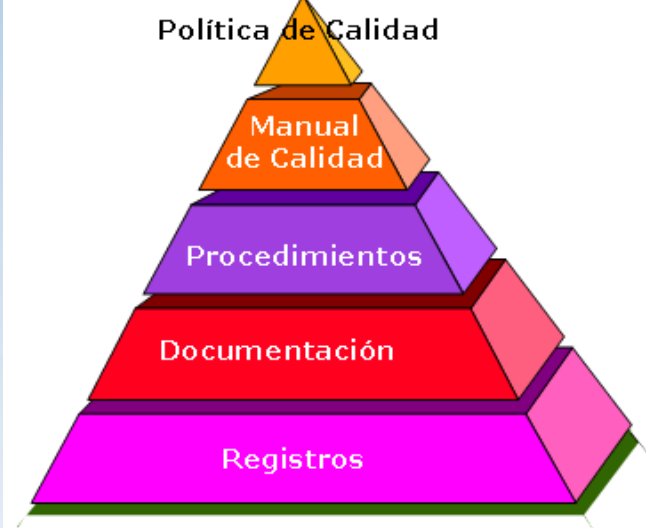 Política de Calidad
Manual
de Calidad
Procedimientos
Documentación
Registros